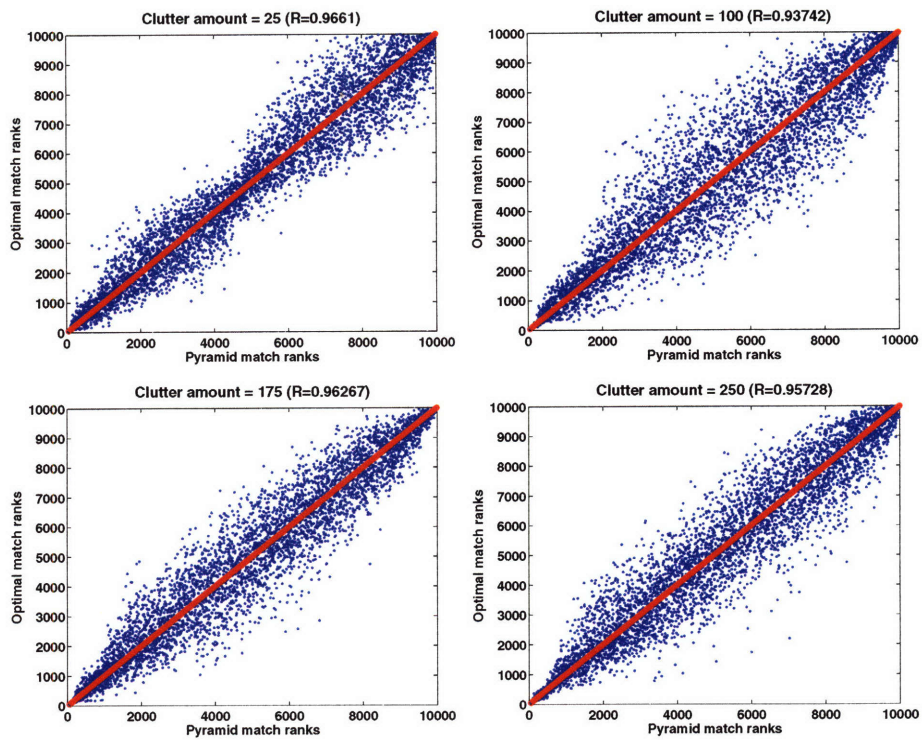 Clutter amount = 25 (R=0.9661)
10000
9000
8000
7000
6000
5000
4000
3000
2000
1000
0
Optimal match ranks
0 2000 4000 6000 8000 10000
Pyramid match ranks
Clutter amount = 100 (R=0.93742)
10000
9000
8000
7000
6000
5000
4000
3000
2000
1000
0
Optimal match ranks
0 2000 4000 6000 8000 10000
Pyramid match ranks
Clutter amount = 175 (R=0.96267)
10000
9000
8000
7000
6000
5000
4000
3000
2000
1000
0
Optimal match ranks
0 2000 4000 6000 8000 10000
Pyramid match ranks
Clutter amount = 250 (R=0.95728)
10000
9000
8000
7000
6000
5000
4000
3000
2000
1000
0
Optimal match ranks
0 2000 4000 6000 8000 10000
Pyramid match ranks